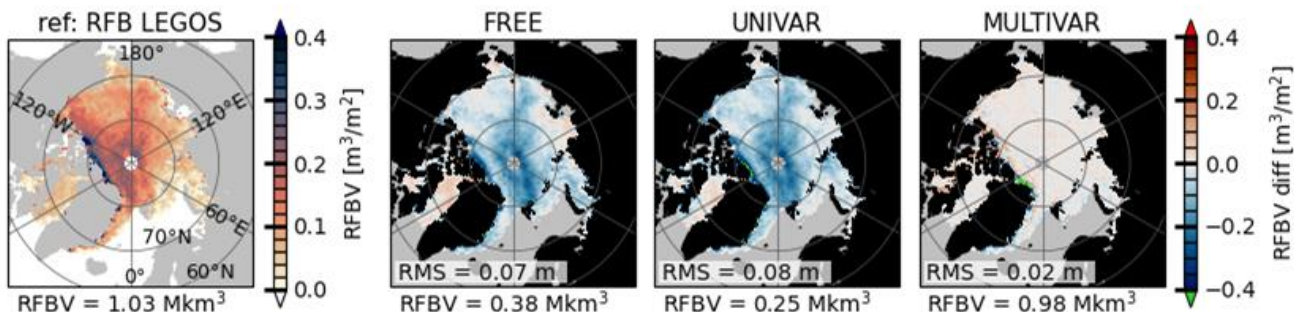 ref: RFB LEGOS
180°
120°W
120°E
60°E
70°N
0°
60°N
RFBV = 1.03 Mkm³
0.4
0.3
0.2
0.1
0.0
RFBV [m³/m²]
FREE
RMS = 0.07 m
RFBV = 0.38 Mkm³
UNIVAR
RMS = 0.08 m
RFBV = 0.25 Mkm³
MULTIVAR
RMS = 0.02 m
RFBV = 0.98 Mkm³
0.4
0.2
0.0
−0.2
−0.4
RFBV diff [m³/m²]